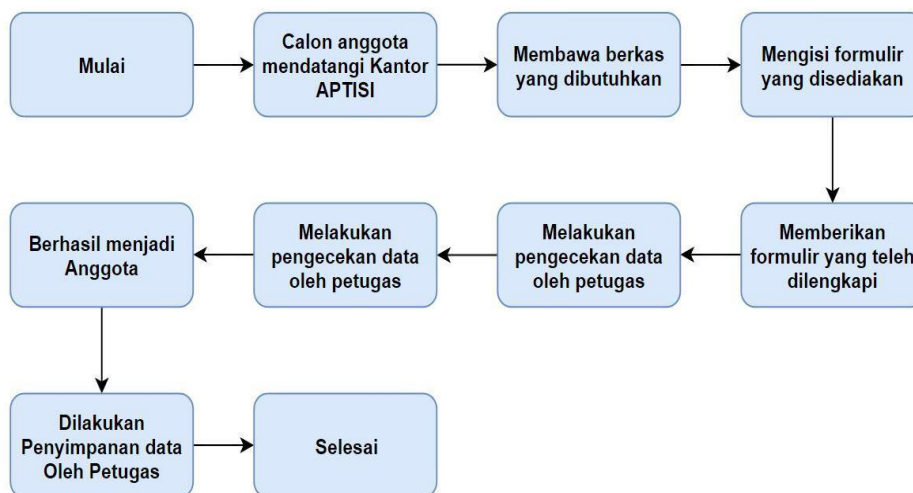 Mulai
Calon anggota
mendatangi Kantor
APTISI
Membawa berkas
yang dibutuhkan
Mengisi formulir
yang disediakan
Memberikan
formulir yang teleh
dilengkapi
Melakukan
pengecekan data
oleh petugas
Melakukan
pengecekan data
oleh petugas
Berhasil menjadi
Anggota
Dilakukan
Penyimpanan data
Oleh Petugas
Selesai